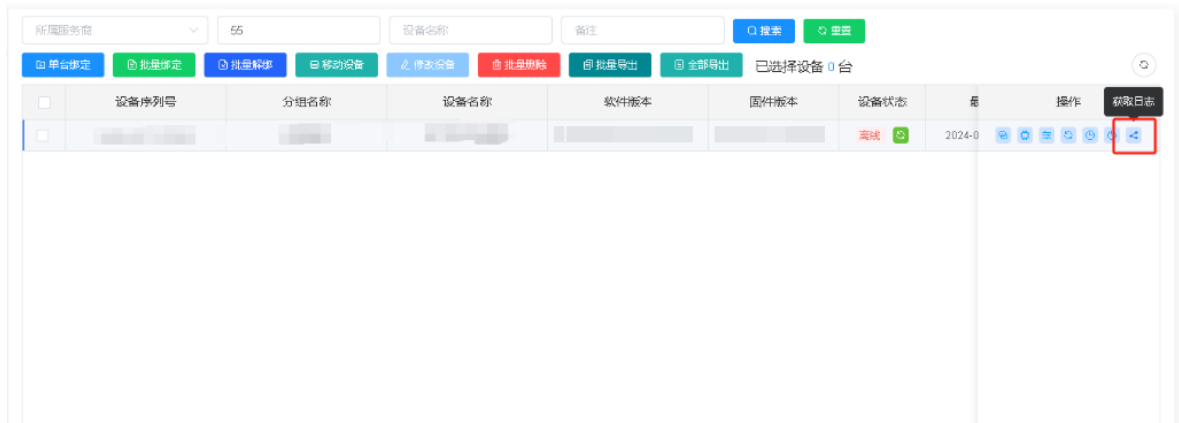 所属服务商 55 设备名称 备注 搜索 重置
单台绑定 批量绑定 批量解绑 移动设备 修改设备 批量删除 批量导出 全部导出 已选择设备 0 台
设备序列号 分组名称 设备名称 软件版本 固件版本 设备状态 操作 获取日志
离线 2024-0